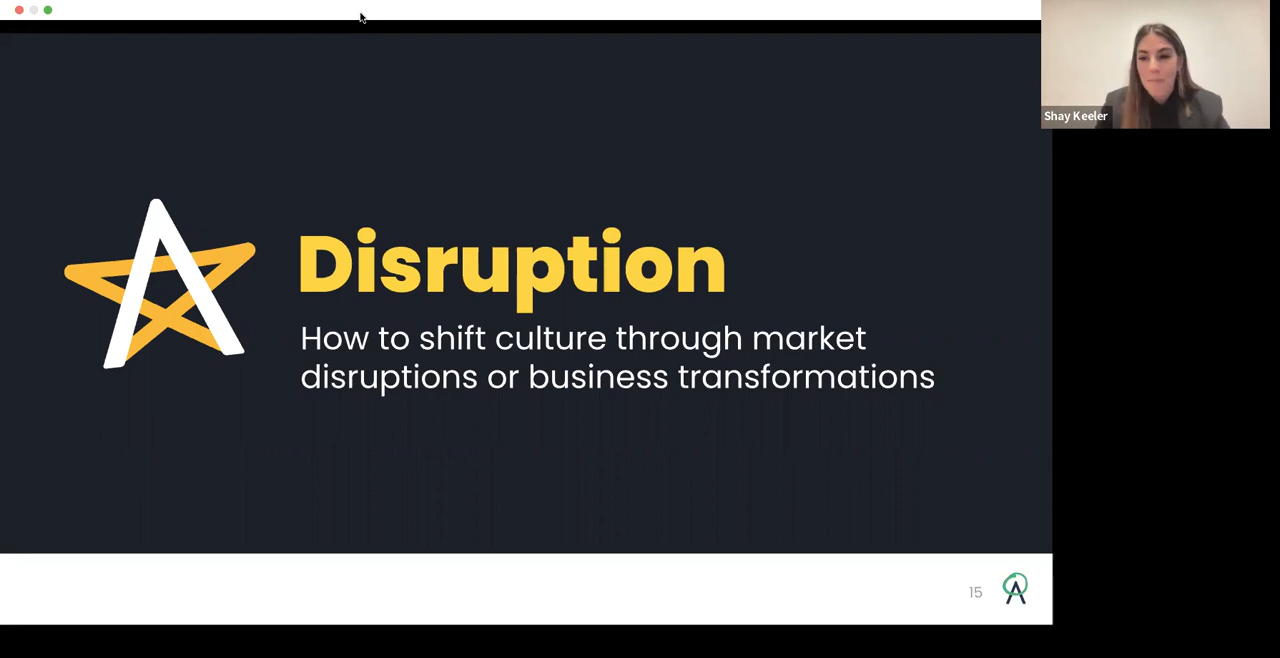 Shay Keeler
Disruption
How to shift culture through market
disruptions or business transformations
15